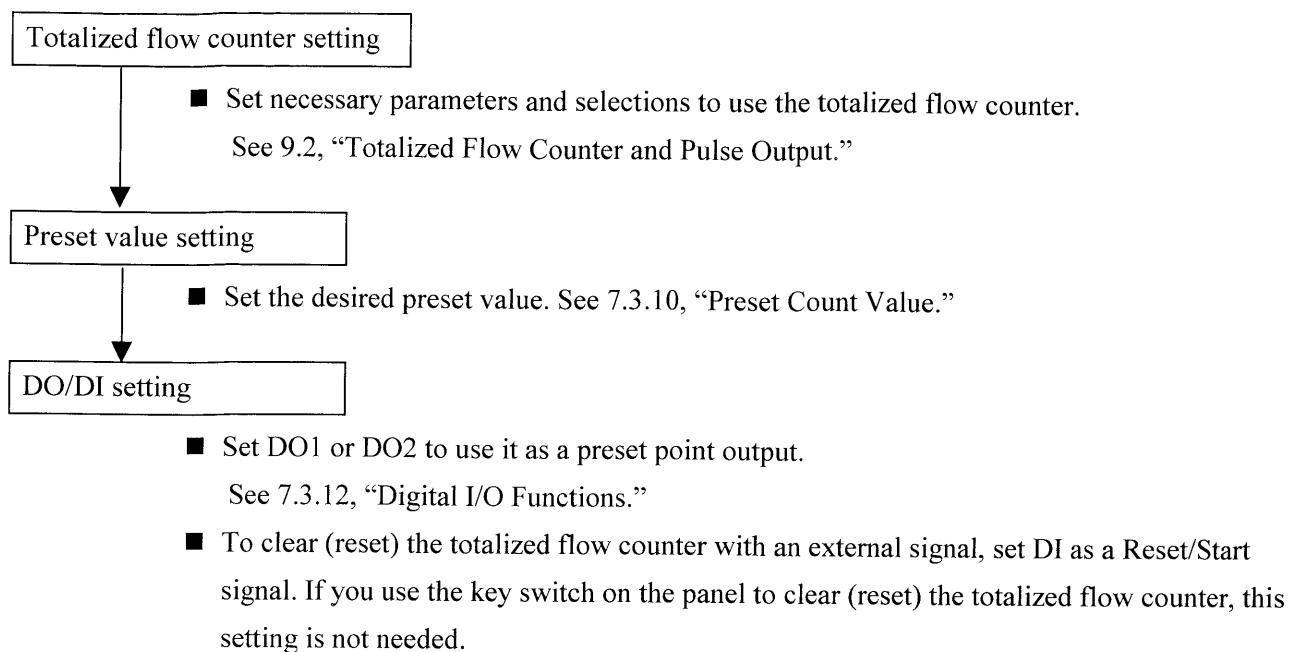 Totalized flow counter setting
■ Set necessary parameters and selections to use the totalized flow counter.
See 9.2, “Totalized Flow Counter and Pulse Output.”
Preset value setting
■ Set the desired preset value. See 7.3.10, “Preset Count Value.”
DO/DI setting
■ Set DO1 or DO2 to use it as a preset point output.
See 7.3.12, “Digital I/O Functions.”
■ To clear (reset) the totalized flow counter with an external signal, set DI as a Reset/Start
signal. If you use the key switch on the panel to clear (reset) the totalized flow counter, this
setting is not needed.